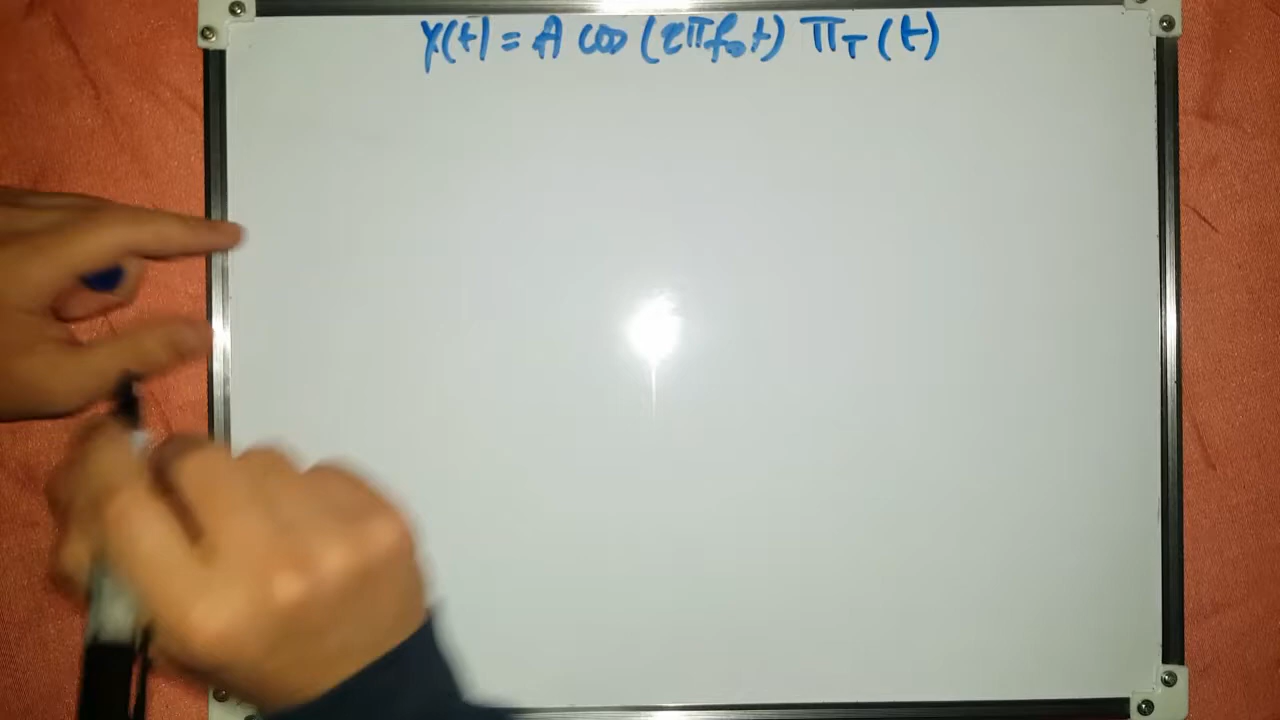 y(t) = A cos (2πf₀t) Π_T (t)